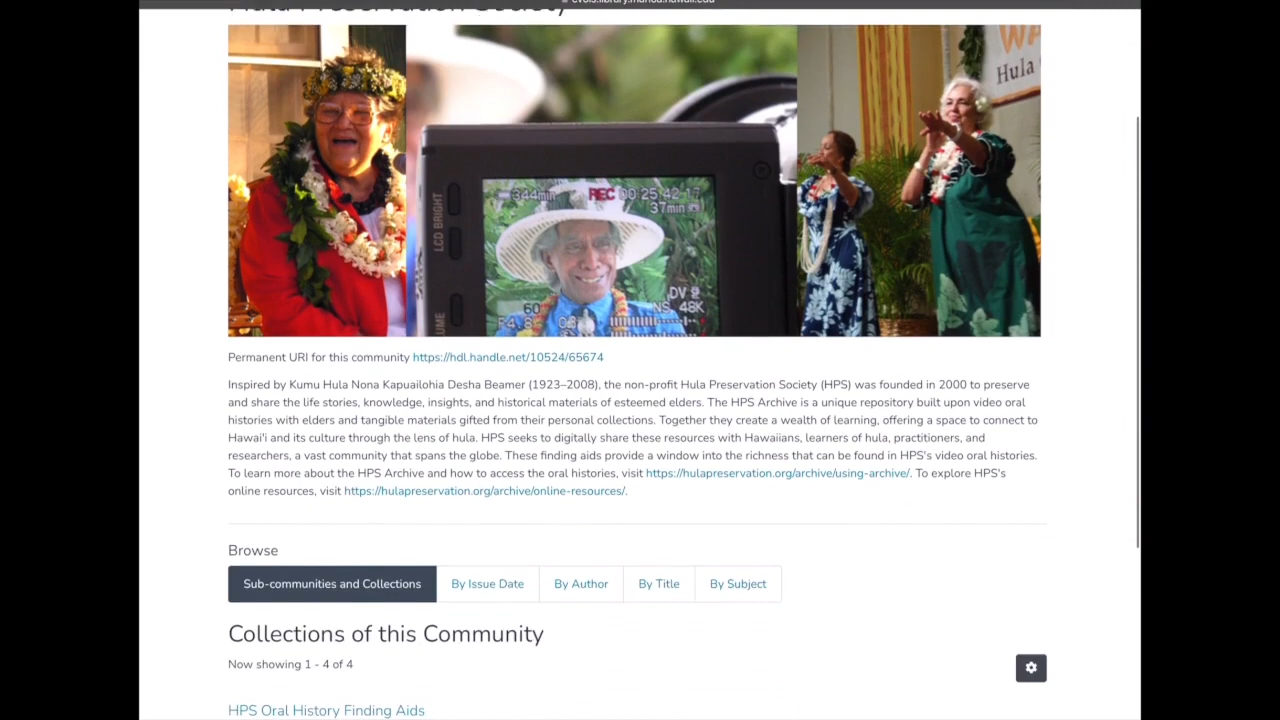 evols.library.manoa.hawaii.edu
Hula Preservation Society
WA
Hula
344min REC 00:25:42:17
37min
LCD BRIGHT
DV
60 NS 48K
F4.8
UME
Permanent URI for this community https://hdl.handle.net/10524/65674
Inspired by Kumu Hula Nona Kapuailohia Desha Beamer (1923–2008), the non-profit Hula Preservation Society (HPS) was founded in 2000 to preserve
and share the life stories, knowledge, insights, and historical materials of esteemed elders. The HPS Archive is a unique repository built upon video oral
histories with elders and tangible materials gifted from their personal collections. Together they create a wealth of learning, offering a space to connect to
Hawai'i and its culture through the lens of hula. HPS seeks to digitally share these resources with Hawaiians, learners of hula, practitioners, and
researchers, a vast community that spans the globe. These finding aids provide a window into the richness that can be found in HPS's video oral histories.
To learn more about the HPS Archive and how to access the oral histories, visit https://hulapreservation.org/archive/using-archive/. To explore HPS's
online resources, visit https://hulapreservation.org/archive/online-resources/.
Browse
Sub-communities and Collections By Issue Date By Author By Title By Subject
Collections of this Community
Now showing 1 - 4 of 4
HPS Oral History Finding Aids